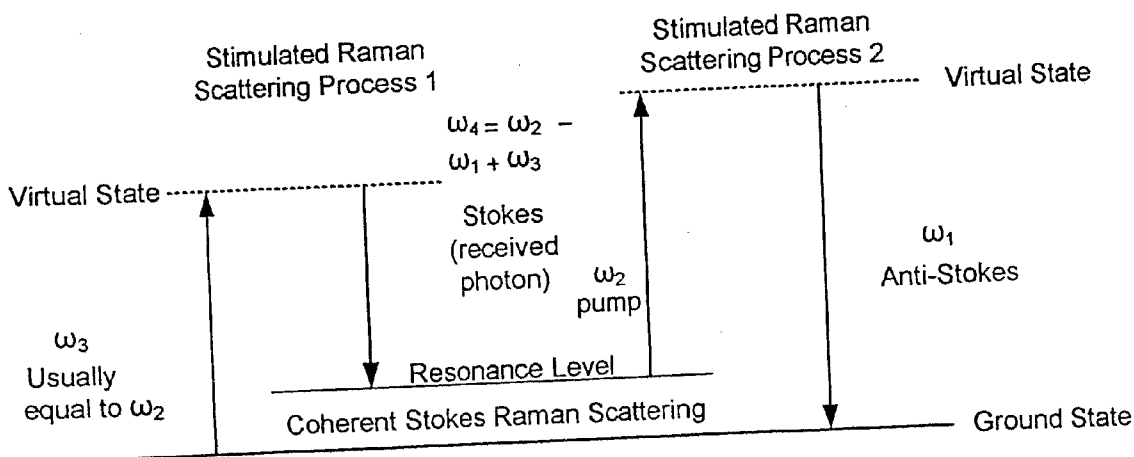 Stimulated Raman
Scattering Process 1
Stimulated Raman
Scattering Process 2
Virtual State
ω4 = ω2 –
ω1 + ω3
Virtual State
Stokes
(received
photon)
ω2
pump
ω1
Anti-Stokes
ω3
Usually
equal to ω2
Resonance Level
Coherent Stokes Raman Scattering
Ground State